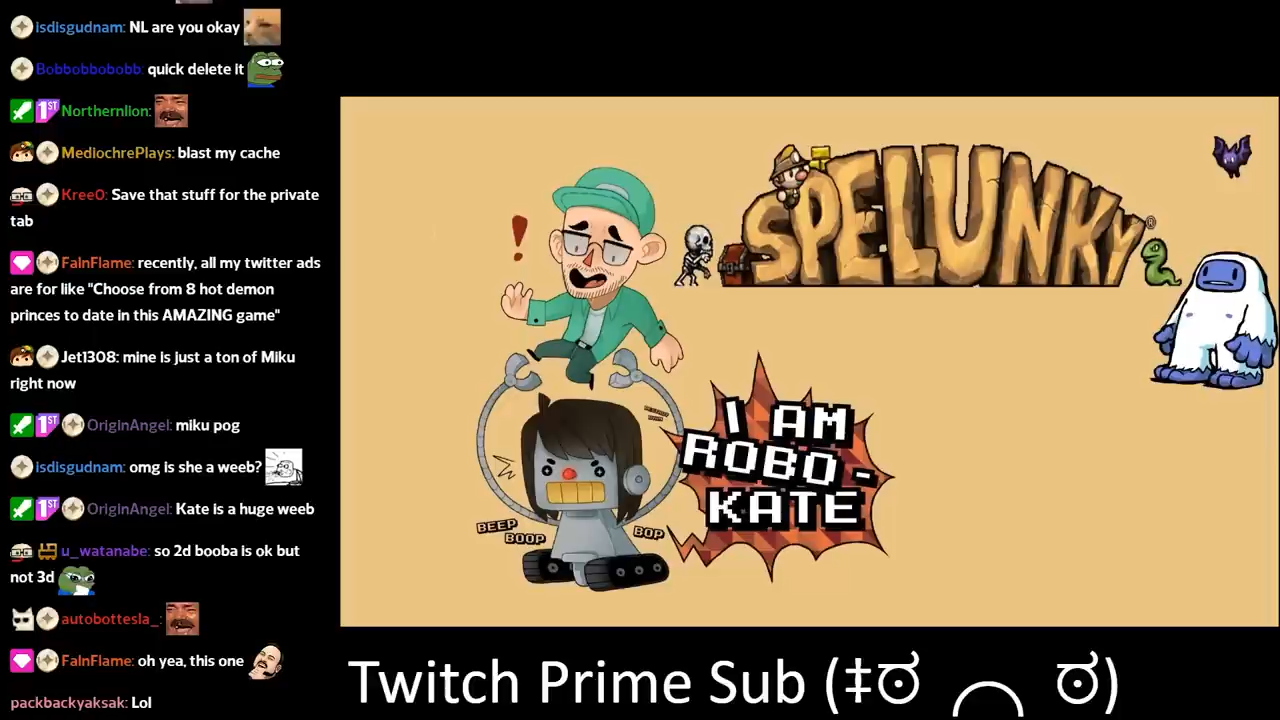 isdisgudnam: NL are you okay
Bobbobbobobb: quick delete it
1ST Northernlion:
MediochrePlays: blast my cache
KreeO: Save that stuff for the private
tab
FalnFlame: recently, all my twitter ads
are for like "Choose from 8 hot demon
princes to date in this AMAZING game"
Jet1308: mine is just a ton of Miku
right now
1ST OriginAngel: miku pog
isdisgudnam: omg is she a weeb?
1ST OriginAngel: Kate is a huge weeb
u_watanabe: so 2d booba is ok but
not 3d
autobottesla_:
FalnFlame: oh yea, this one
packbackyaksak: Lol
!
SPELUNKY®
I AM
ROBO-
KATE
BEEP
BOOP
BOP
Twitch Prime Sub (‡ಠ ⁔ ಠ)